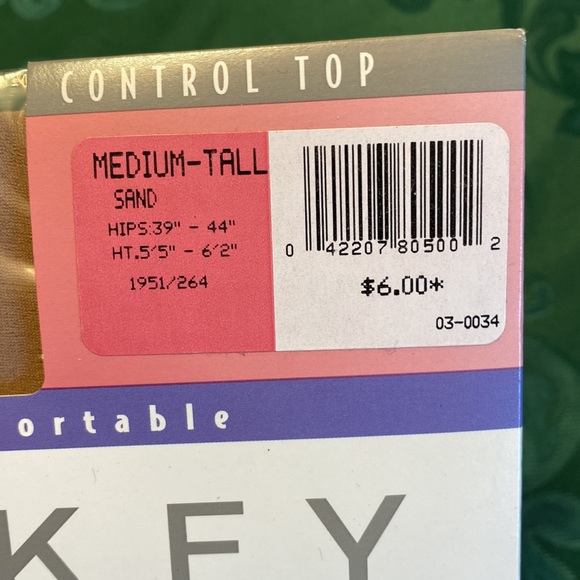 CONTROL TOP
MEDIUM-TALL
SAND
HIPS:39" - 44"
HT.5'5" - 6'2"
1951/264
0 42207 80500 2
$6.00*
03-0034
ortable
KEY